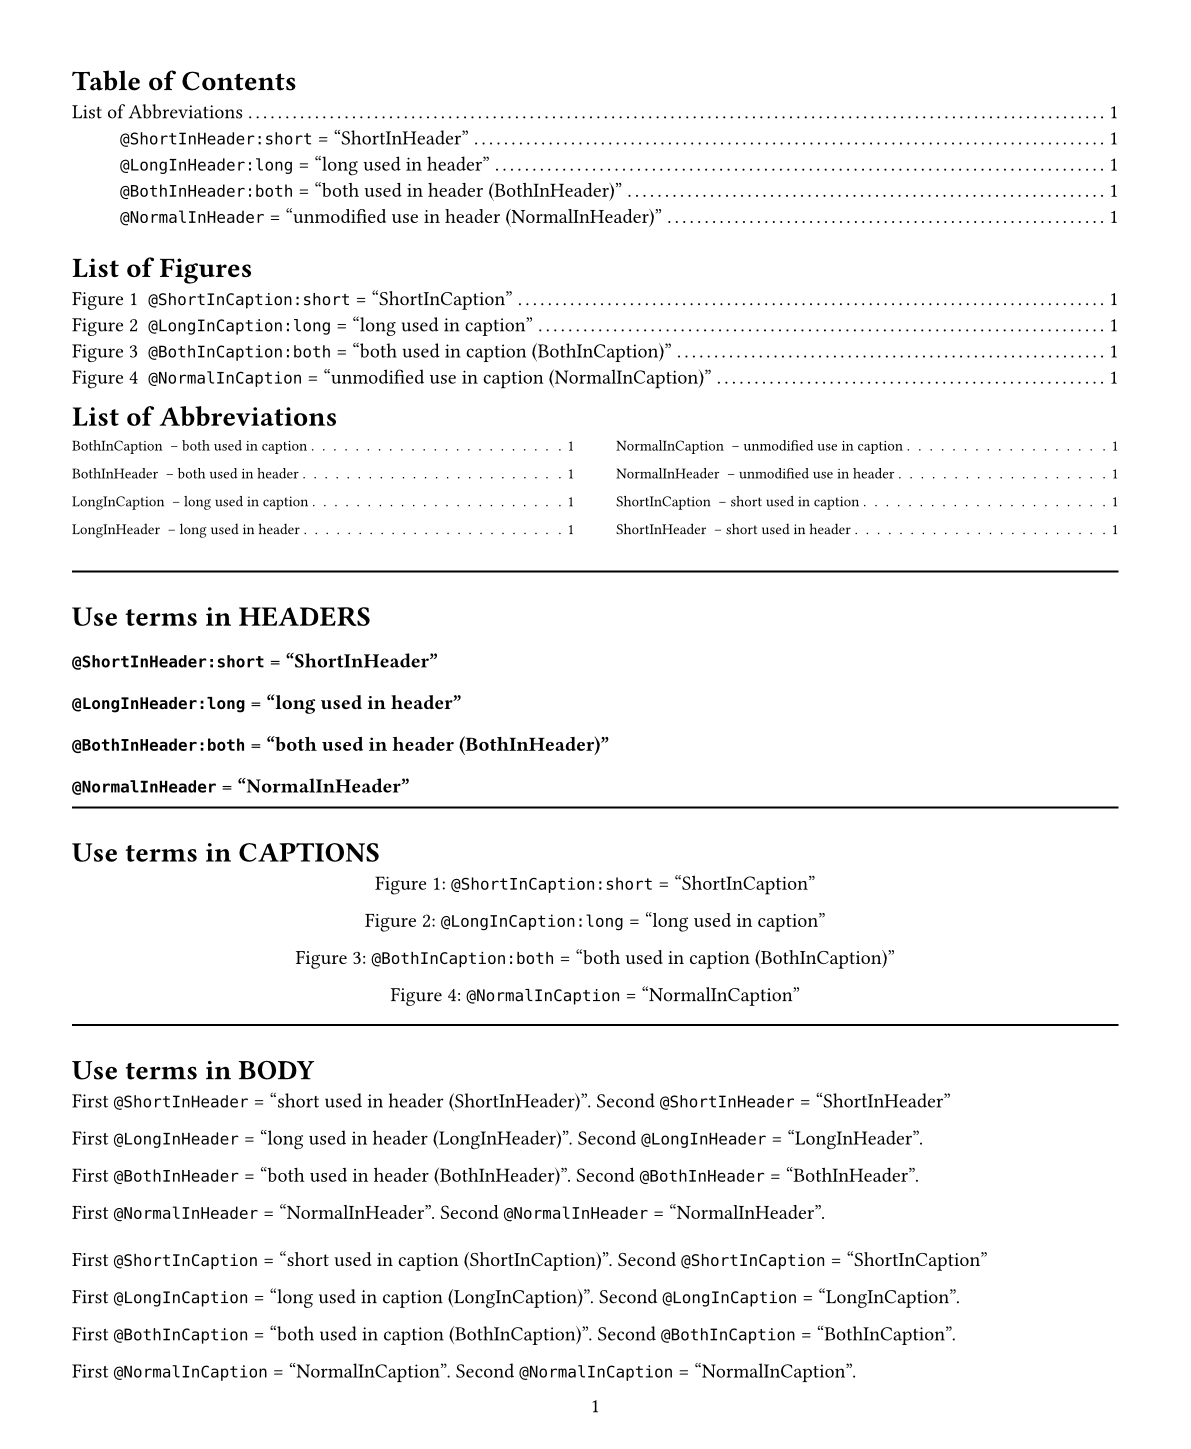 Table of Contents
List of Abbreviations ........ 1
@ShortInHeader:short = “ShortInHeader” ........ 1
@LongInHeader:long = “long used in header” ........ 1
@BothInHeader:both = “both used in header (BothInHeader)” ........ 1
@NormalInHeader = “unmodified use in header (NormalInHeader)” ........ 1
List of Figures
Figure 1 @ShortInCaption:short = “ShortInCaption” ........ 1
Figure 2 @LongInCaption:long = “long used in caption” ........ 1
Figure 3 @BothInCaption:both = “both used in caption (BothInCaption)” ........ 1
Figure 4 @NormalInCaption = “unmodified use in caption (NormalInCaption)” ........ 1
List of Abbreviations
BothInCaption – both used in caption . . . . . . . . 1
BothInHeader – both used in header . . . . . . . . 1
LongInCaption – long used in caption . . . . . . . . 1
LongInHeader – long used in header . . . . . . . . 1
NormalInCaption – unmodified use in caption . . . . . . . . 1
NormalInHeader – unmodified use in header . . . . . . . . 1
ShortInCaption – short used in caption . . . . . . . . 1
ShortInHeader – short used in header . . . . . . . . 1
Use terms in HEADERS
@ShortInHeader:short = “ShortInHeader”
@LongInHeader:long = “long used in header”
@BothInHeader:both = “both used in header (BothInHeader)”
@NormalInHeader = “NormalInHeader”
Use terms in CAPTIONS
Figure 1: @ShortInCaption:short = “ShortInCaption”
Figure 2: @LongInCaption:long = “long used in caption”
Figure 3: @BothInCaption:both = “both used in caption (BothInCaption)”
Figure 4: @NormalInCaption = “NormalInCaption”
Use terms in BODY
First @ShortInHeader = “short used in header (ShortInHeader)”. Second @ShortInHeader = “ShortInHeader”
First @LongInHeader = “long used in header (LongInHeader)”. Second @LongInHeader = “LongInHeader”.
First @BothInHeader = “both used in header (BothInHeader)”. Second @BothInHeader = “BothInHeader”.
First @NormalInHeader = “NormalInHeader”. Second @NormalInHeader = “NormalInHeader”.
First @ShortInCaption = “short used in caption (ShortInCaption)”. Second @ShortInCaption = “ShortInCaption”
First @LongInCaption = “long used in caption (LongInCaption)”. Second @LongInCaption = “LongInCaption”.
First @BothInCaption = “both used in caption (BothInCaption)”. Second @BothInCaption = “BothInCaption”.
First @NormalInCaption = “NormalInCaption”. Second @NormalInCaption = “NormalInCaption”.
1